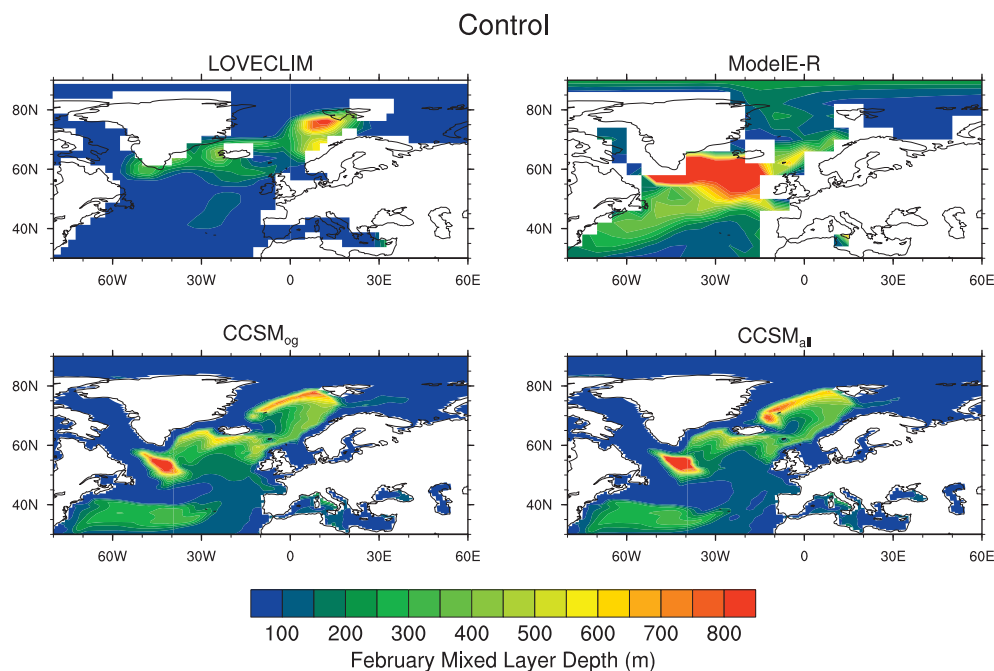 Control
LOVECLIM
ModelE-R
80N
60N
40N
60W 30W 0 30E 60E
80N
60N
40N
60W 30W 0 30E 60E
CCSMog
CCSMall
80N
60N
40N
60W 30W 0 30E 60E
80N
60N
40N
60W 30W 0 30E 60E
100 200 300 400 500 600 700 800
February Mixed Layer Depth (m)